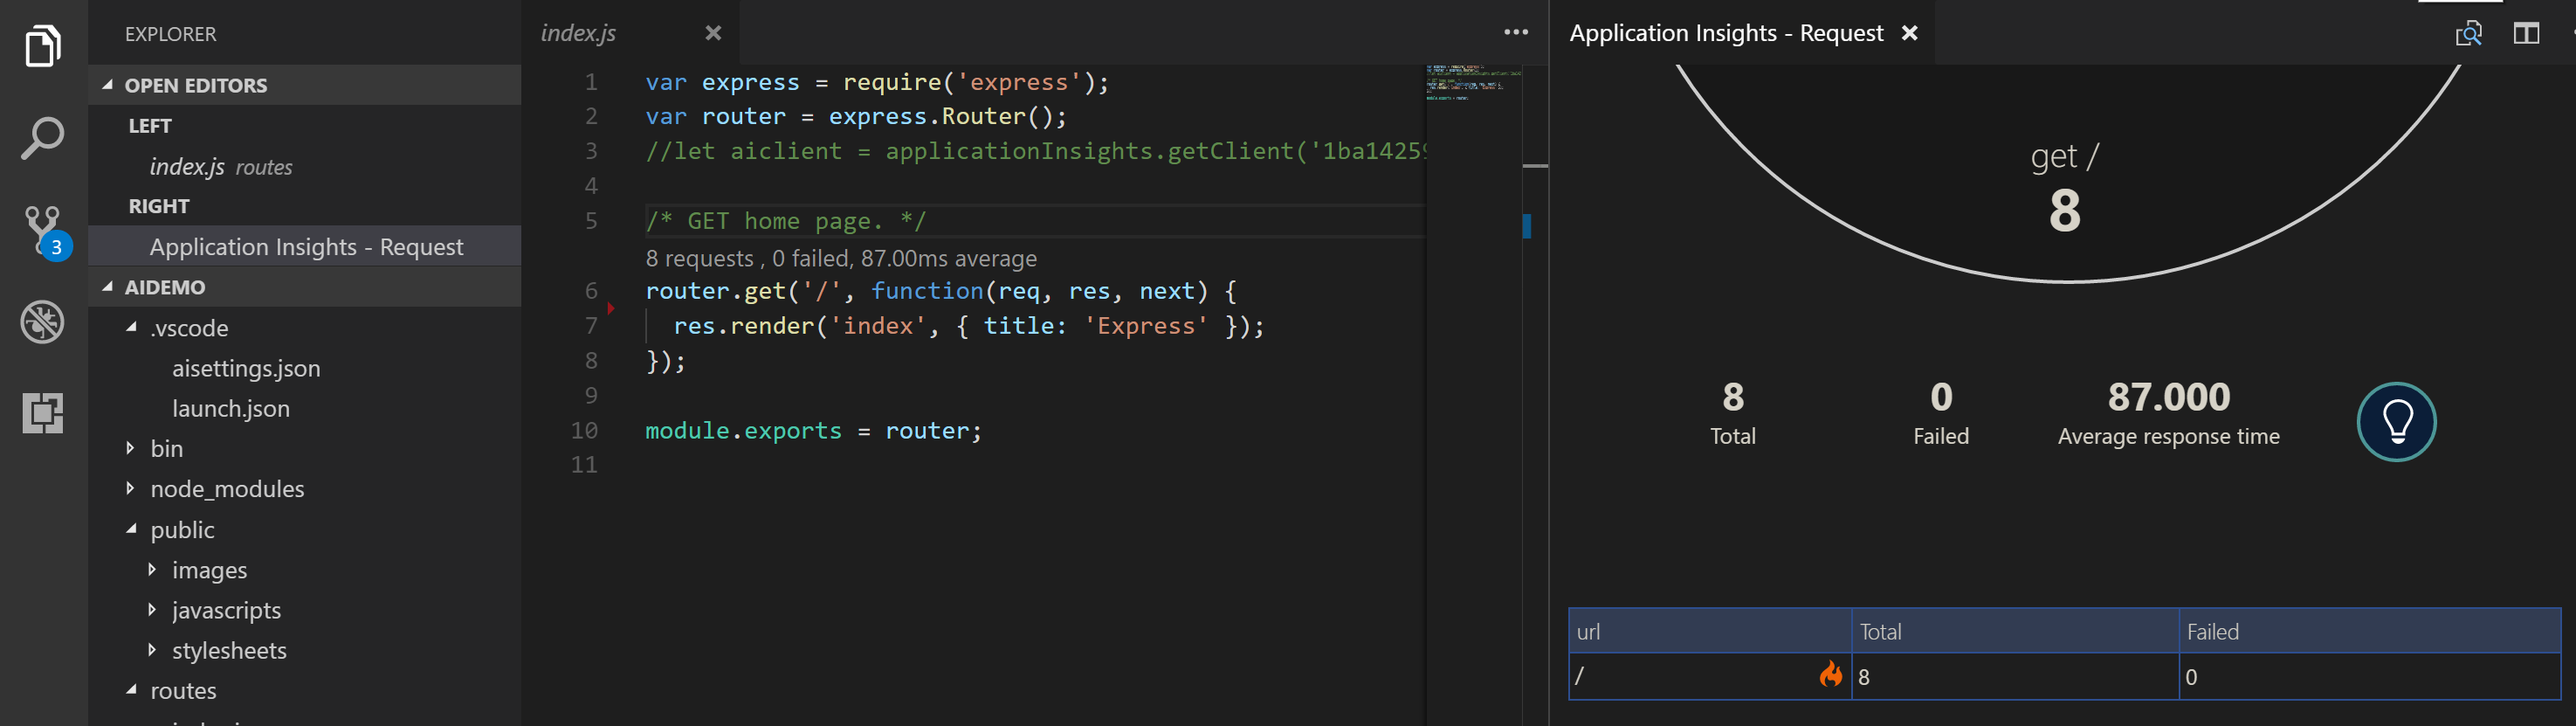 EXPLORER
OPEN EDITORS
LEFT
index.js routes
RIGHT
Application Insights - Request
3
AIDEMO
.vscode
aisettings.json
launch.json
bin
node_modules
public
images
javascripts
stylesheets
routes
index.js
1 var express = require('express');
2 var router = express.Router();
3 //let aiclient = applicationInsights.getClient('1ba14259
4
5 /* GET home page. */
8 requests , 0 failed, 87.00ms average
6 router.get('/', function(req, res, next) {
7 res.render('index', { title: 'Express' });
8 });
9
10 module.exports = router;
11
Application Insights - Request
get /
8
8
Total
0
Failed
87.000
Average response time
url Total Failed
/ 8 0